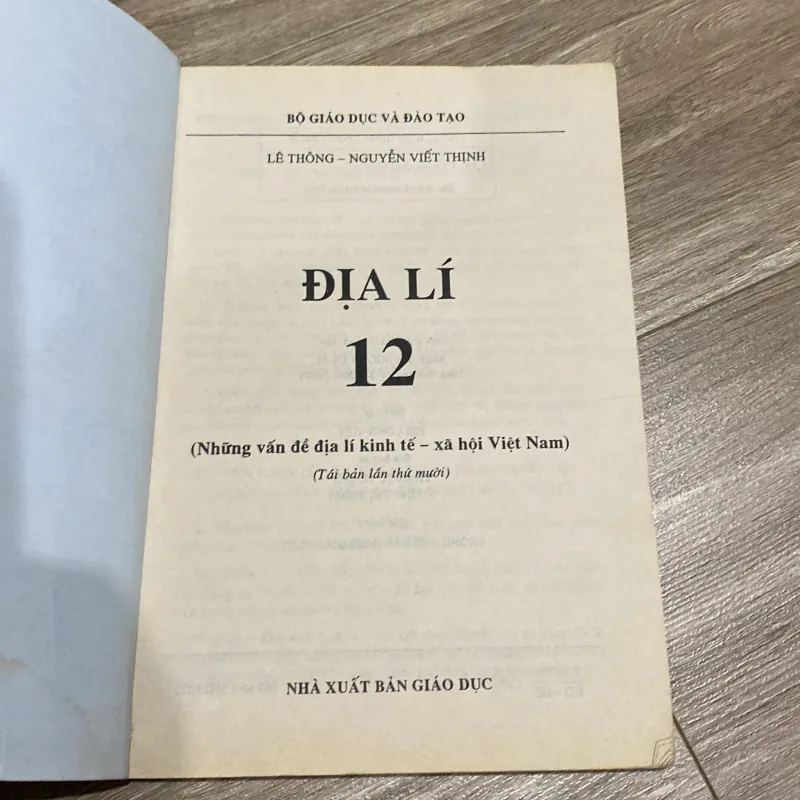 BỘ GIÁO DỤC VÀ ĐÀO TẠO
LÊ THÔNG – NGUYỄN VIẾT THỊNH
ĐỊA LÍ
12
(Những vấn đề địa lí kinh tế – xã hội Việt Nam)
(Tái bản lần thứ mười)
NHÀ XUẤT BẢN GIÁO DỤC